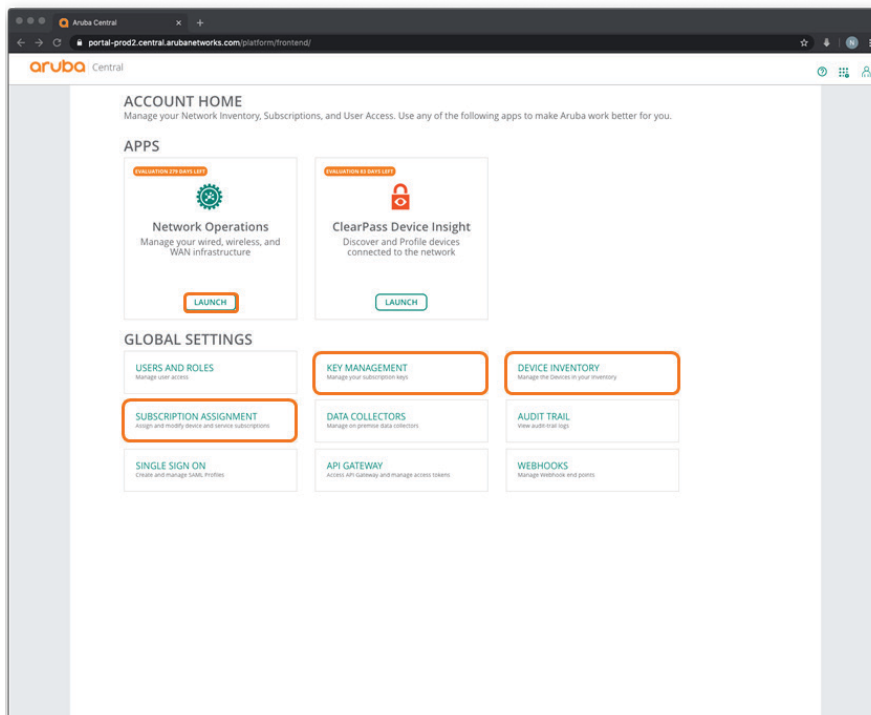 Aruba Central
portal-prod2.central.arubanetworks.com/platform/frontend/
N
aruba Central
ACCOUNT HOME
Manage your Network Inventory, Subscriptions, and User Access. Use any of the following apps to make Aruba work better for you.
APPS
EVALUATION 279 DAYS LEFT
Network Operations
Manage your wired, wireless, and
WAN infrastructure
LAUNCH
ClearPass Device Insight
Discover and Profile devices
connected to the network
LAUNCH
GLOBAL SETTINGS
USERS AND ROLES
Manage user access
KEY MANAGEMENT
Manage your subscription keys
DEVICE INVENTORY
Manage the Devices in your inventory
SUBSCRIPTION ASSIGNMENT
Assign and modify device and service subscriptions
DATA COLLECTORS
Manage on premise data collectors
AUDIT TRAIL
View audit-trail logs
SINGLE SIGN ON
Create and manage SAML Profiles
API GATEWAY
Access API Gateway and manage access tokens
WEBHOOKS
Manage Webhook end points